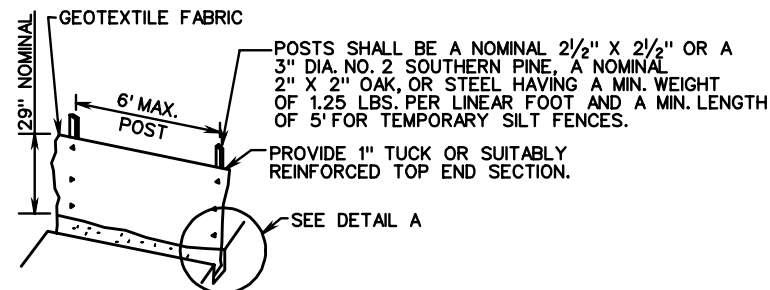 GEOTEXTILE FABRIC
29" NOMINAL
6' MAX.
POST
POSTS SHALL BE A NOMINAL 2½" X 2½" OR A
3" DIA. NO. 2 SOUTHERN PINE, A NOMINAL
2" X 2" OAK, OR STEEL HAVING A MIN. WEIGHT
OF 1.25 LBS. PER LINEAR FOOT AND A MIN. LENGTH
OF 5' FOR TEMPORARY SILT FENCES.
PROVIDE 1" TUCK OR SUITABLY
REINFORCED TOP END SECTION.
SEE DETAIL A